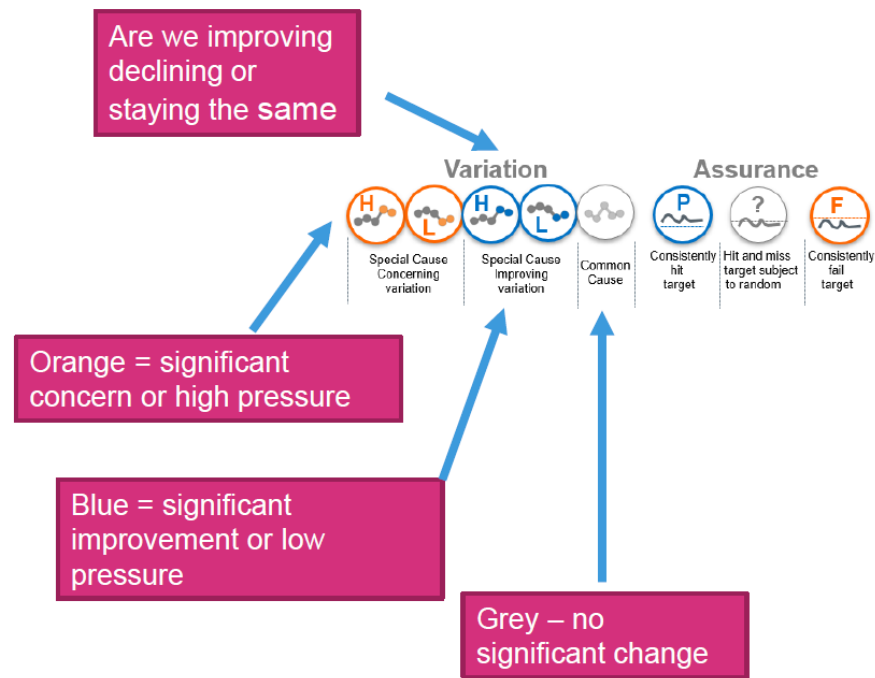 Are we improving
declining or
staying the same
Variation
Assurance
H
L
H
L
P
?
F
Special Cause
Concerning
variation
Special Cause
Improving
variation
Common
Cause
Consistently
hit
target
Hit and miss
target subject
to random
Consistently
fail
target
Orange = significant
concern or high pressure
Blue = significant
improvement or low
pressure
Grey – no
significant change